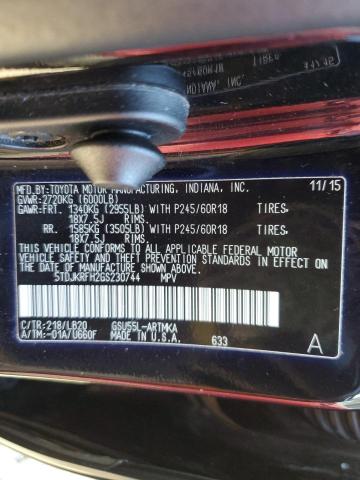 11/15
MFD.BY:TOYOTA MOTOR MANUFACTURING, INDIANA, INC.
GVWR:2720KG (6000LB)
GAWR:FRT. 1340KG (2955LB) WITH P245/60R18 TIRES,
18X7.5J RIMS.
RR. 1585KG (3505LB) WITH P245/60R18 TIRES,
18X7.5J RIMS.
THIS VEHICLE CONFORMS TO ALL APPLICABLE FEDERAL MOTOR
VEHICLE SAFETY AND THEFT PREVENTION STANDARDS IN EFFECT ON
THE DATE OF MANUFACTURE SHOWN ABOVE.
5TDJKRFH2GS230744 MPV
C/TR:218/LB20 GSU55L-ARTMKA
A/TM:-01A/U660F MADE IN U.S.A. 633
A